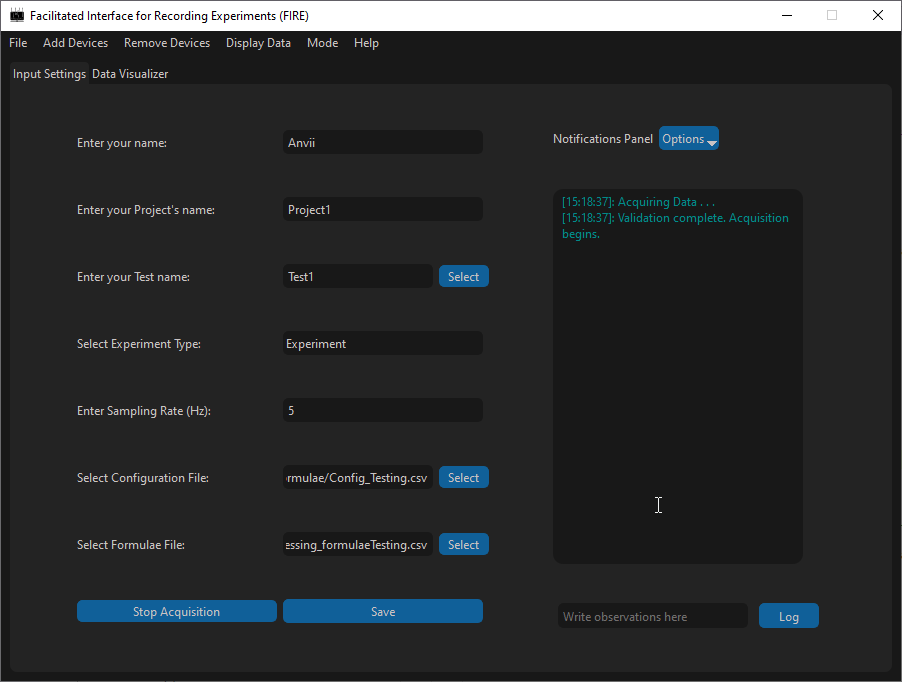 Facilitated Interface for Recording Experiments (FIRE)
File Add Devices Remove Devices Display Data Mode Help
Input Settings Data Visualizer
Enter your name: Anvii
Enter your Project's name: Project1
Enter your Test name: Test1 Select
Select Experiment Type: Experiment
Enter Sampling Rate (Hz): 5
Select Configuration File: rmulae/Config_Testing.csv Select
Select Formulae File: essing_formulaeTesting.csv Select
Stop Acquisition Save
Notifications Panel Options
[15:18:37]: Acquiring Data . . .
[15:18:37]: Validation complete. Acquisition
begins.
Write observations here Log